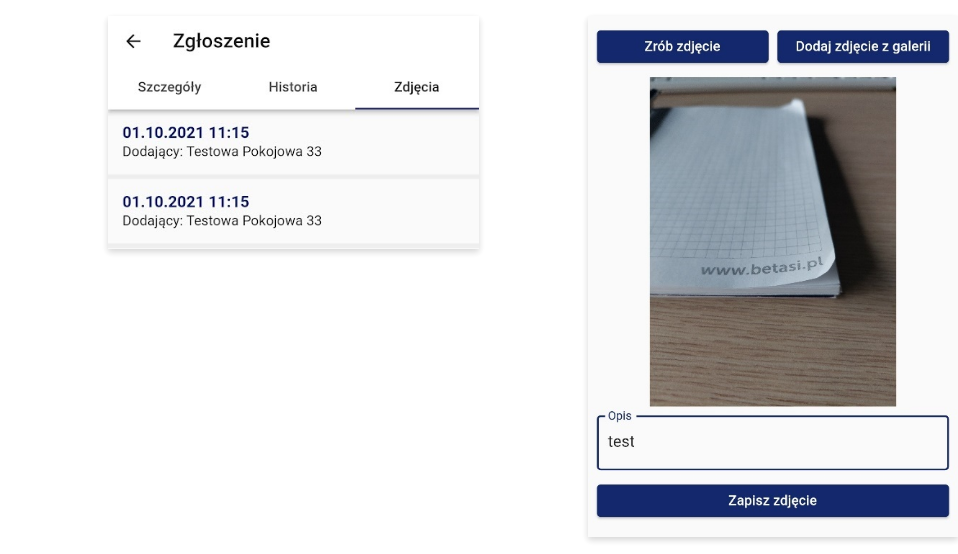 Zgłoszenie
Szczegóły Historia Zdjęcia
01.10.2021 11:15
Dodający: Testowa Pokojowa 33
01.10.2021 11:15
Dodający: Testowa Pokojowa 33
Zrób zdjęcie Dodaj zdjęcie z galerii
www.betasi.pl
Opis
test
Zapisz zdjęcie